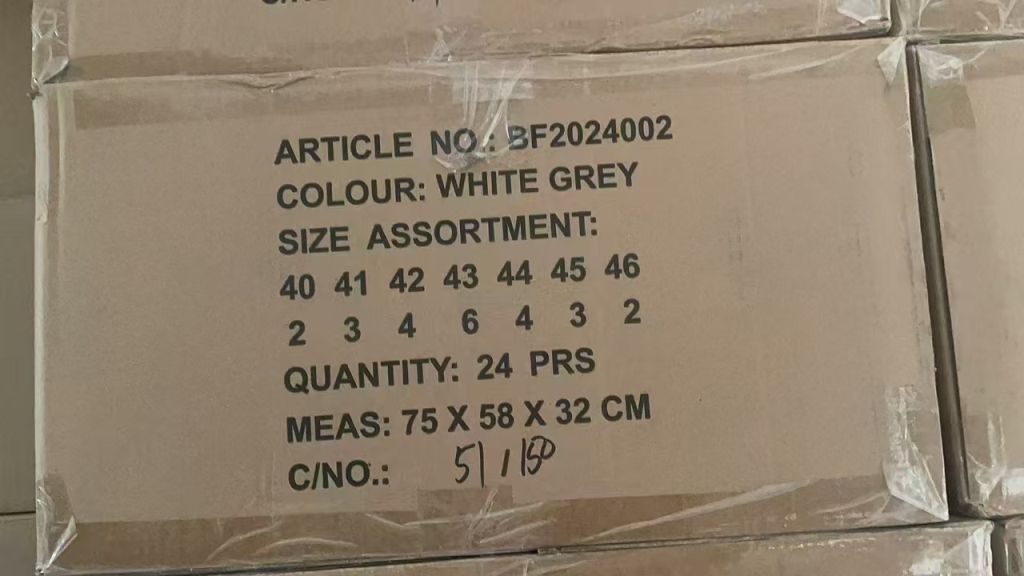 ARTICLE NO.: BF2024002
COLOUR: WHITE GREY
SIZE ASSORTMENT:
40 41 42 43 44 45 46
2 3 4 6 4 3 2
QUANTITY: 24 PRS
MEAS: 75 X 58 X 32 CM
C/NO.: 51/150